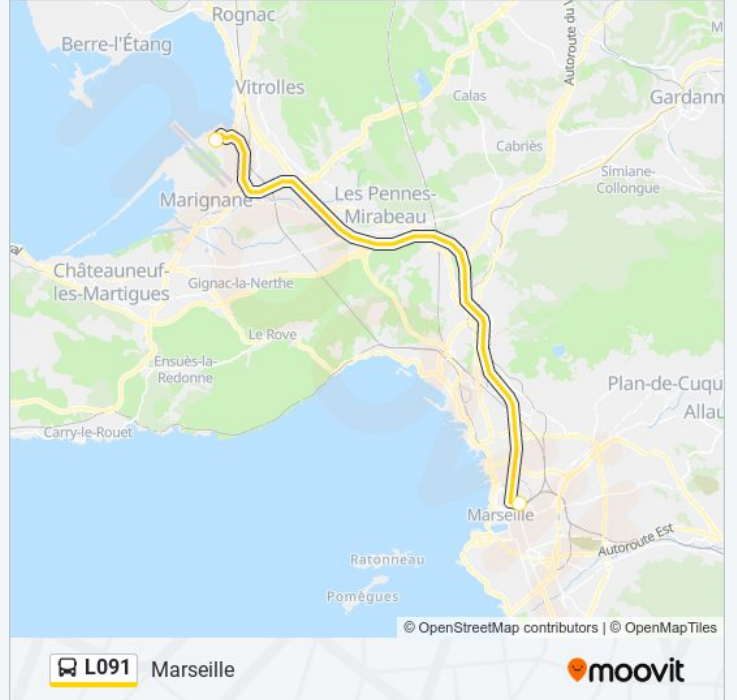 Rognac
Berre-l'Étang
Autoroute du V
M
Vitrolles
Calas
Gardann
Cabriès
Simiane-
Collongue
Marignane
Les Pennes-
Mirabeau
Châteauneuf-
les-Martigues
Gignac-la-Nerthe
Le Rove
Ensuès-la-
Redonne
Plan-de-Cuqu
Allau
Carry-le-Rouet
Marseille
Autoroute Est
Ratonneau
Pomègues
© OpenStreetMap contributors | © OpenMapTiles
L091 Marseille
moovit